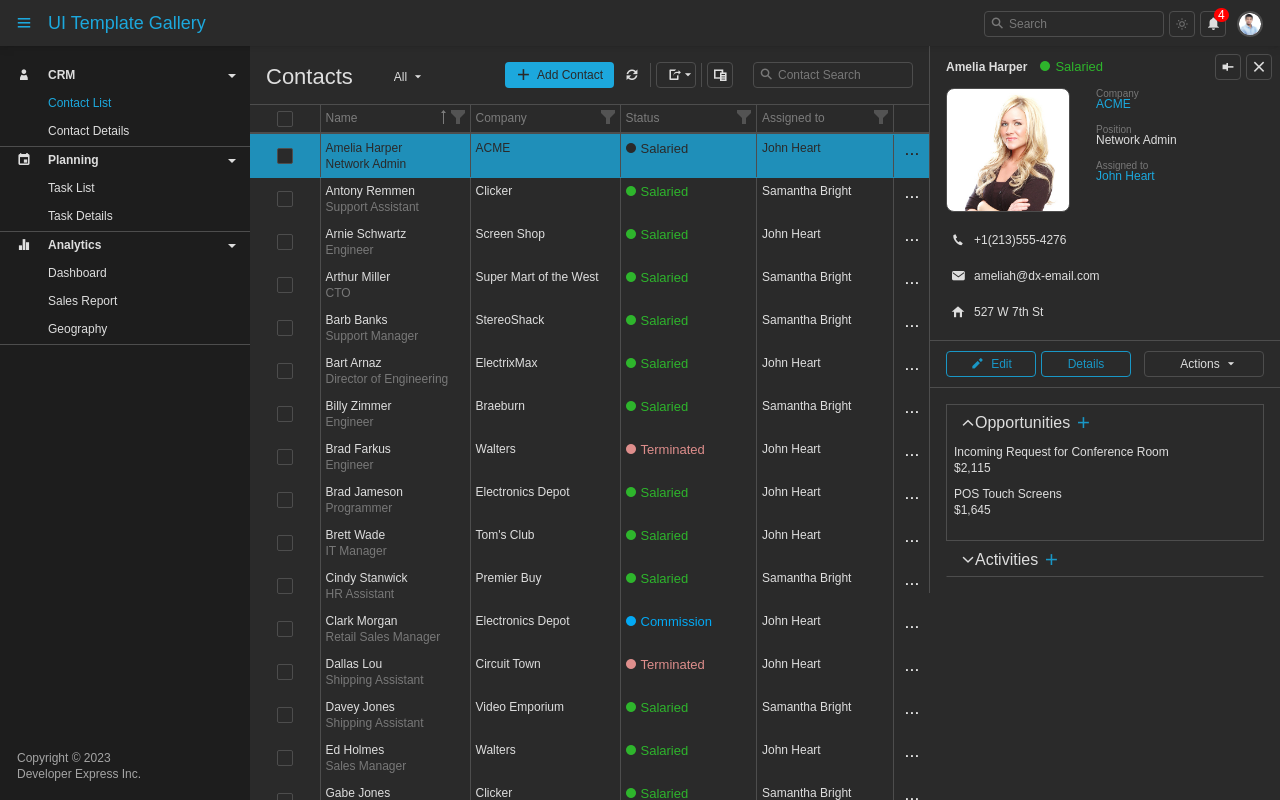 UI Template Gallery
Search
4
CRM
Contact List
Contact Details
Planning
Task List
Task Details
Analytics
Dashboard
Sales Report
Geography
Copyright © 2023
Developer Express Inc.
Contacts
All
Add Contact
Contact Search
Name Company Status Assigned to
Amelia Harper ACME Salaried John Heart
Network Admin
Antony Remmen Clicker Salaried Samantha Bright
Support Assistant
Arnie Schwartz Screen Shop Salaried John Heart
Engineer
Arthur Miller Super Mart of the West Salaried Samantha Bright
CTO
Barb Banks StereoShack Salaried Samantha Bright
Support Manager
Bart Arnaz ElectrixMax Salaried John Heart
Director of Engineering
Billy Zimmer Braeburn Salaried Samantha Bright
Engineer
Brad Farkus Walters Terminated John Heart
Engineer
Brad Jameson Electronics Depot Salaried John Heart
Programmer
Brett Wade Tom's Club Salaried John Heart
IT Manager
Cindy Stanwick Premier Buy Salaried Samantha Bright
HR Assistant
Clark Morgan Electronics Depot Commission John Heart
Retail Sales Manager
Dallas Lou Circuit Town Terminated John Heart
Shipping Assistant
Davey Jones Video Emporium Salaried Samantha Bright
Shipping Assistant
Ed Holmes Walters Salaried John Heart
Sales Manager
Gabe Jones Clicker Salaried Samantha Bright
Amelia Harper Salaried
Company
ACME
Position
Network Admin
Assigned to
John Heart
+1(213)555-4276
ameliah@dx-email.com
527 W 7th St
Edit
Details
Actions
Opportunities
Incoming Request for Conference Room
$2,115
POS Touch Screens
$1,645
Activities